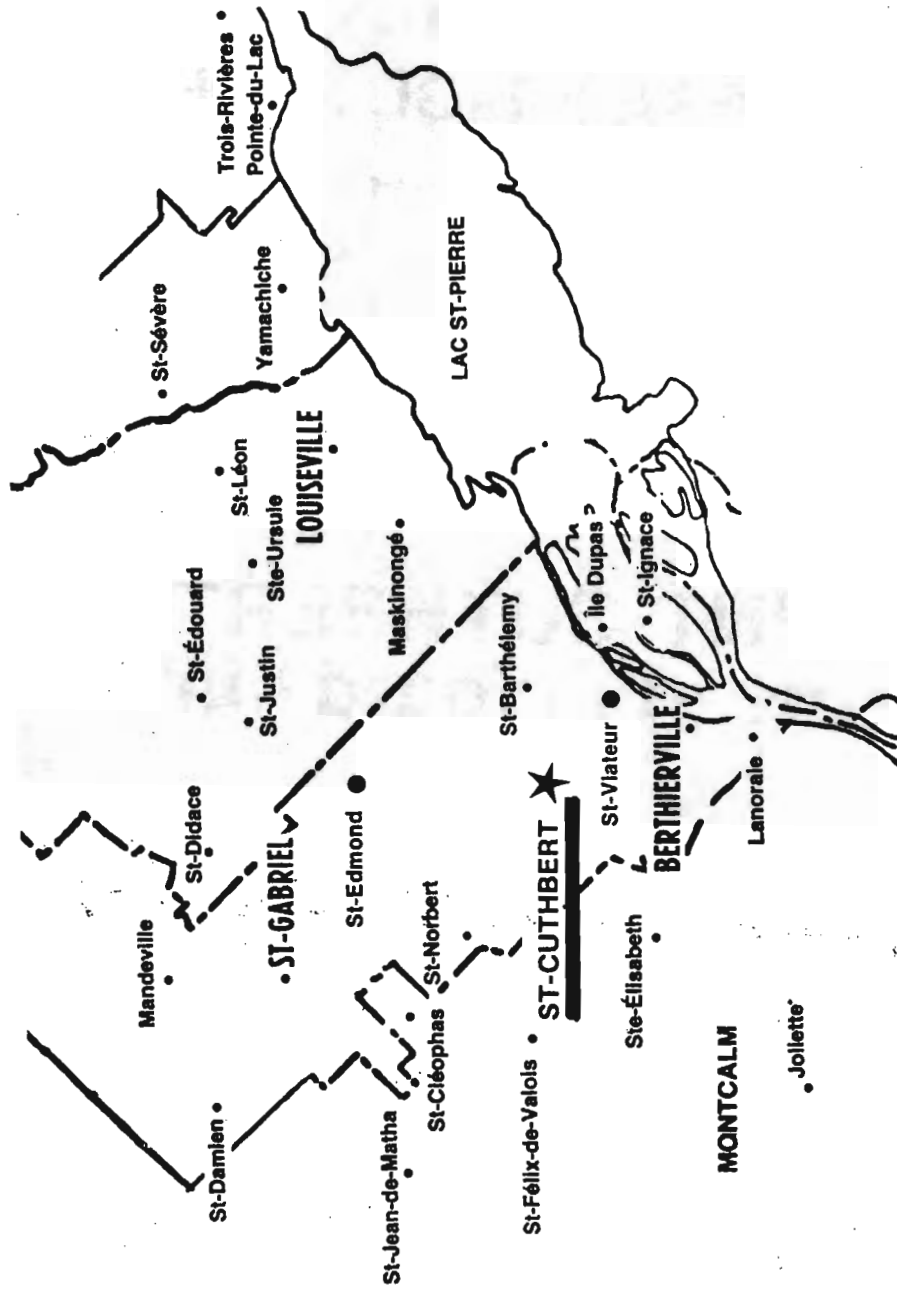 Trois-Rivières
Pointe-du-Lac
St-Sévère
Yamachiche
LAC ST-PIERRE
St-Léon
Ste-Ursule
LOUISEVILLE
Maskinongé
St-Édouard
St-Justin
St-Barthélemy
Île Dupas
St-Ignace
St-Didace
Mandeville
ST-GABRIEL
St-Edmond
St-Norbert
St-Cléophas
ST-CUTHBERT
St-Viateur
BERTHIERVILLE
Lanoraie
St-Damien
St-Jean-de-Matha
St-Félix-de-Valois
Ste-Élisabeth
MONTCALM
Joliette